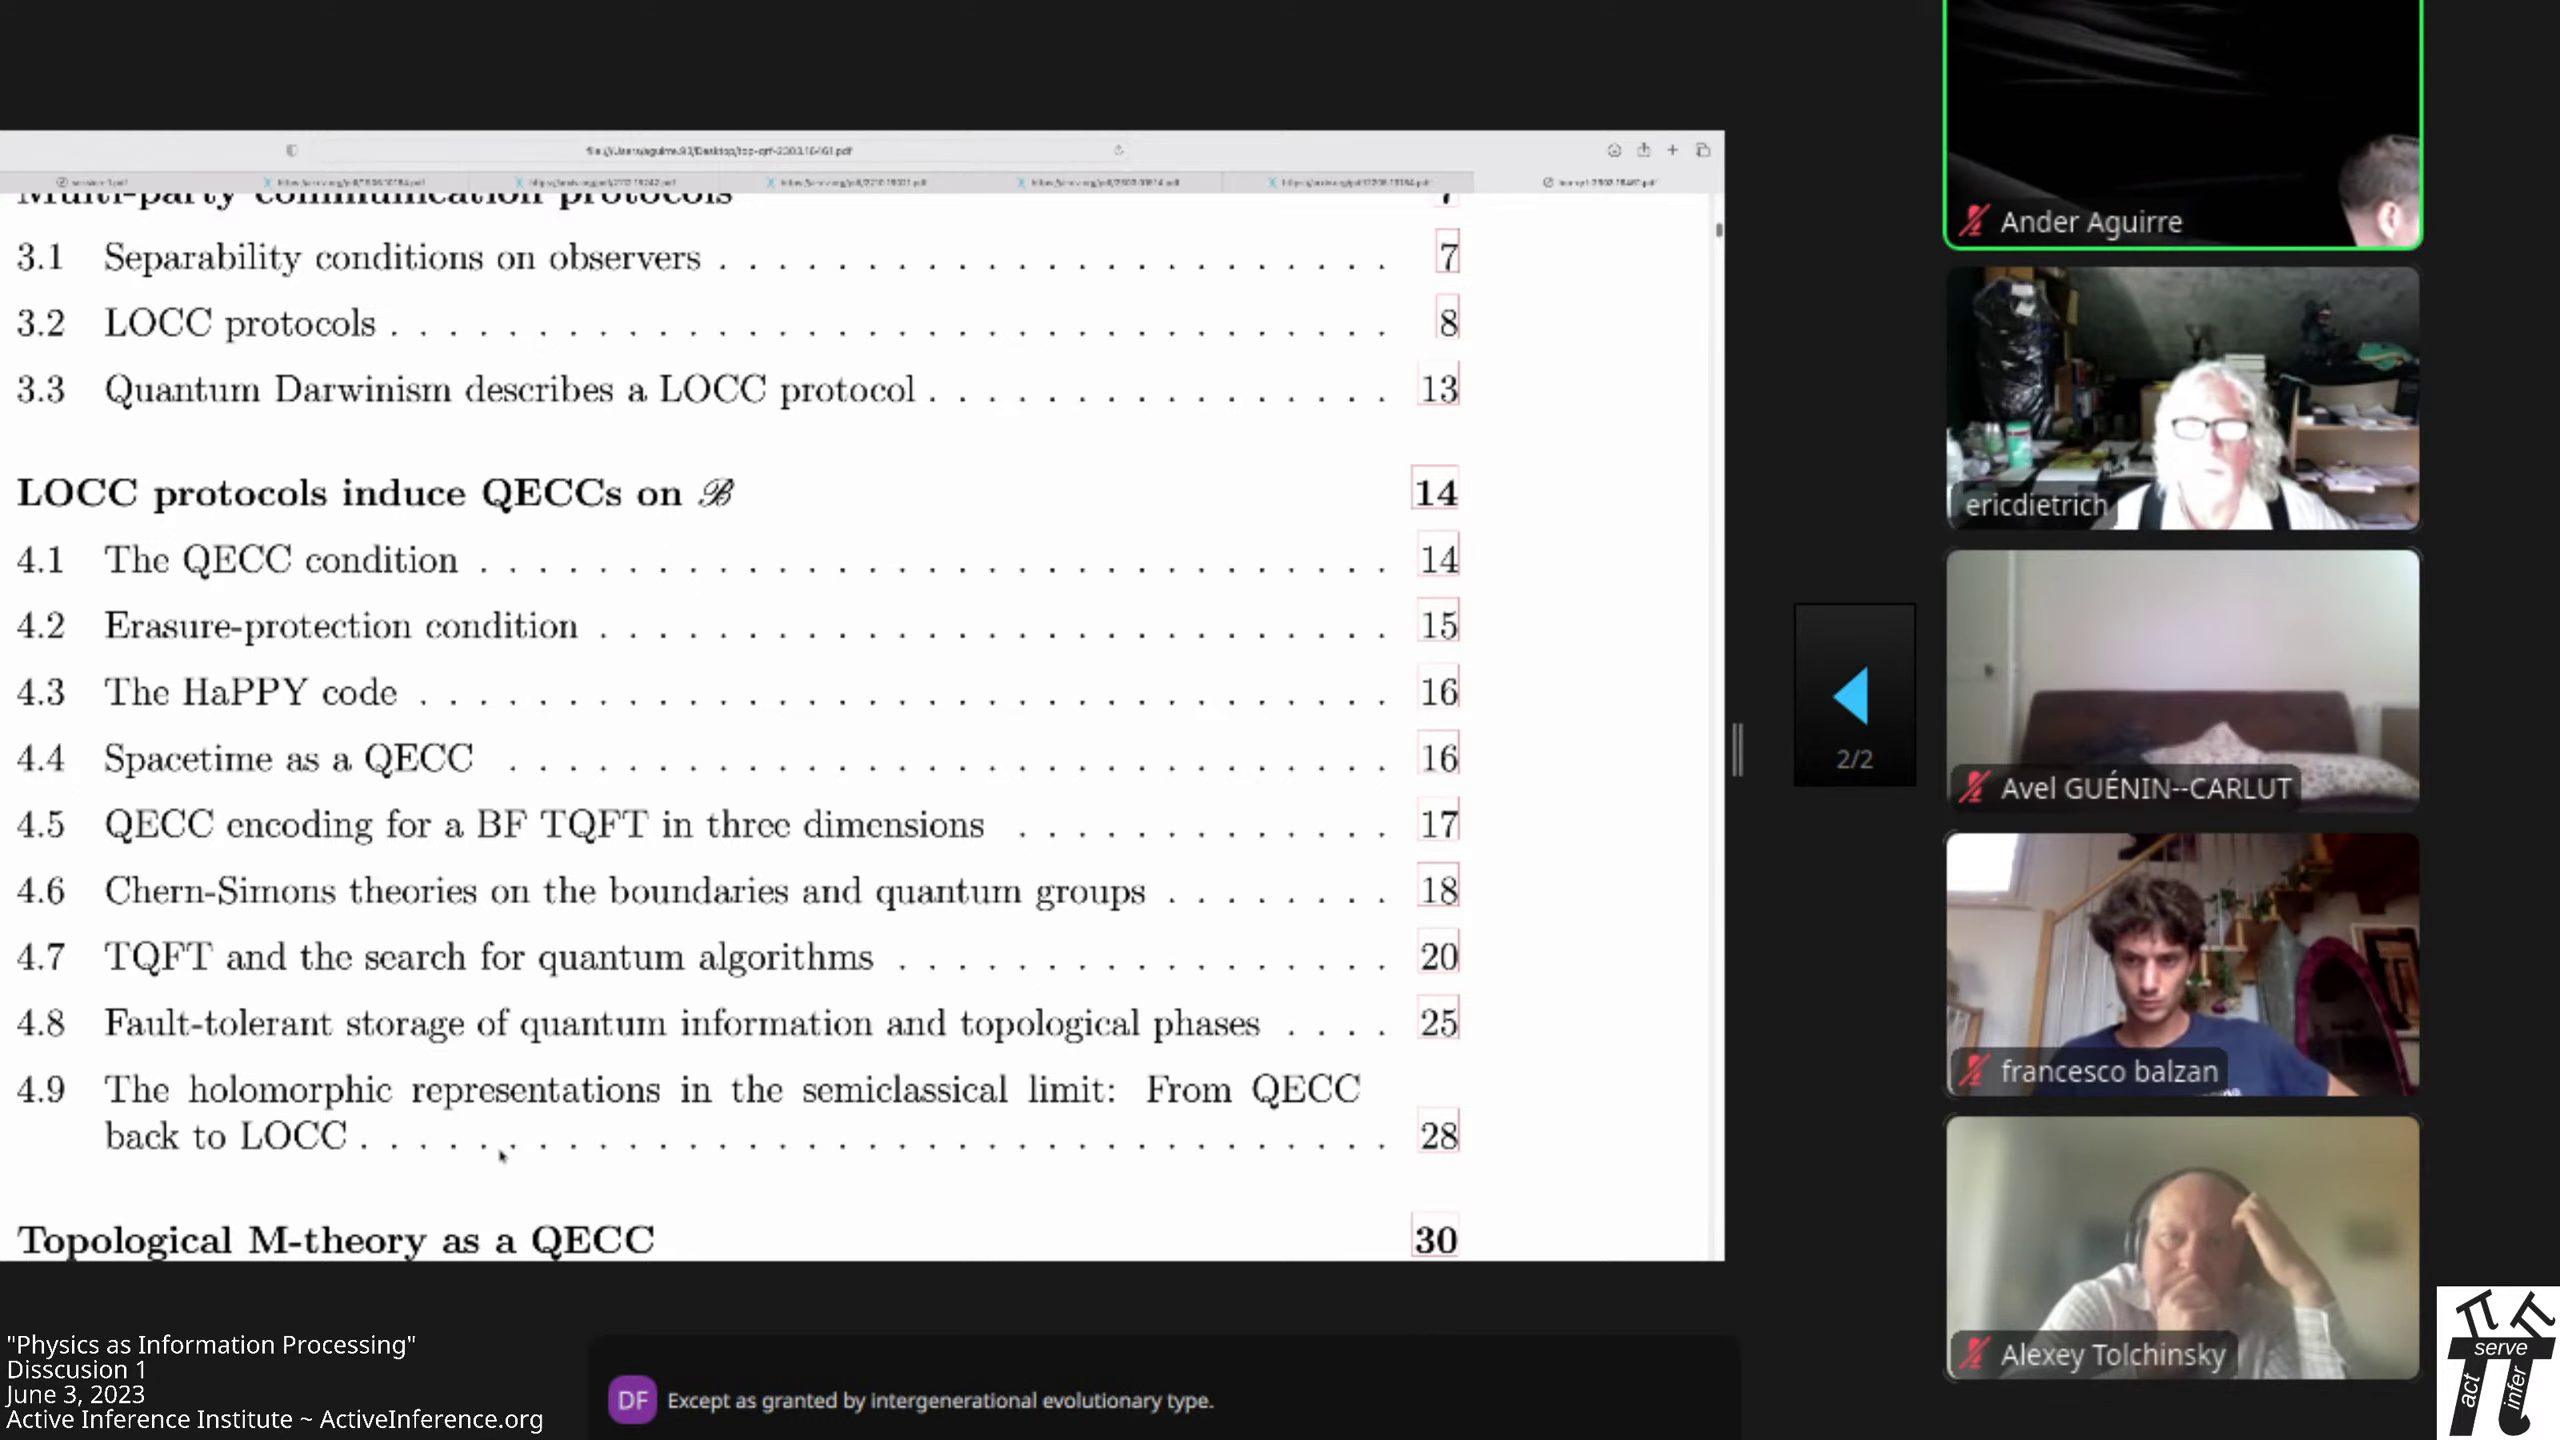 Multi-party communication protocols 7
3.1 Separability conditions on observers . . . . . . . . . . . . . . . . . . . . . . . 7
3.2 LOCC protocols . . . . . . . . . . . . . . . . . . . . . . . . . . . . . . . . . . 8
3.3 Quantum Darwinism describes a LOCC protocol . . . . . . . . . . . . . . . . 13
LOCC protocols induce QECCs on ℬ 14
4.1 The QECC condition . . . . . . . . . . . . . . . . . . . . . . . . . . . . . . . 14
4.2 Erasure-protection condition . . . . . . . . . . . . . . . . . . . . . . . . . . . 15
4.3 The HaPPY code . . . . . . . . . . . . . . . . . . . . . . . . . . . . . . . . . 16
4.4 Spacetime as a QECC . . . . . . . . . . . . . . . . . . . . . . . . . . . . . . 16
4.5 QECC encoding for a BF TQFT in three dimensions . . . . . . . . . . . . . 17
4.6 Chern-Simons theories on the boundaries and quantum groups . . . . . . . . 18
4.7 TQFT and the search for quantum algorithms . . . . . . . . . . . . . . . . . 20
4.8 Fault-tolerant storage of quantum information and topological phases . . . . 25
4.9 The holomorphic representations in the semiclassical limit: From QECC
back to LOCC . . . . . . . . . . . . . . . . . . . . . . . . . . . . . . . . . . . 28
Topological M-theory as a QECC 30
Ander Aguirre
ericdietrich
Avel GUÉNIN--CARLUT
2/2
francesco balzan
Alexey Tolchinsky
"Physics as Information Processing"
Disscusion 1
June 3, 2023
Active Inference Institute ~ ActiveInference.org
DF Except as granted by intergenerational evolutionary type.
serve
act
infer